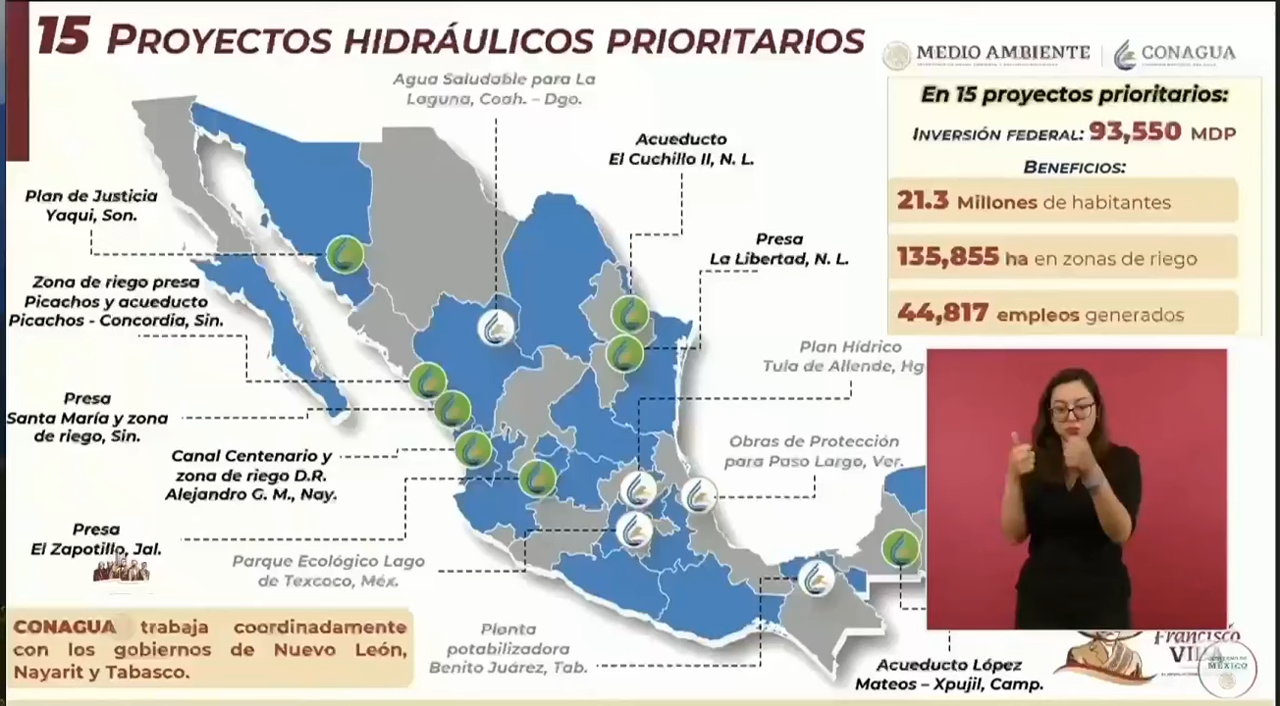 15 PROYECTOS HIDRÁULICOS PRIORITARIOS
MEDIO AMBIENTE
CONAGUA
Agua Saludable para La
Laguna, Coah. – Dgo.
En 15 proyectos prioritarios:
INVERSIÓN FEDERAL: 93,550 MDP
BENEFICIOS:
21.3 Millones de habitantes
135,855 ha en zonas de riego
44,817 empleos generados
Acueducto
El Cuchillo II, N. L.
Plan de Justicia
Yaqui, Son.
Presa
La Libertad, N. L.
Zona de riego presa
Picachos y acueducto
Picachos - Concordia, Sin.
Plan Hídrico
Tula de Allende, Hg
Presa
Santa María y zona
de riego, Sin.
Canal Centenario y
zona de riego D.R.
Alejandro G. M., Nay.
Obras de Protección
para Paso Largo, Ver.
Presa
El Zapotillo, Jal.
Parque Ecológico Lago
de Texcoco, Méx.
CONAGUA trabaja coordinadamente
con los gobiernos de Nuevo León,
Nayarit y Tabasco.
Planta
potabilizadora
Benito Juárez, Tab.
Acueducto López
Mateos – Xpujil, Camp.
Francisco
VILLA
GOBIERNO DE
MÉXICO